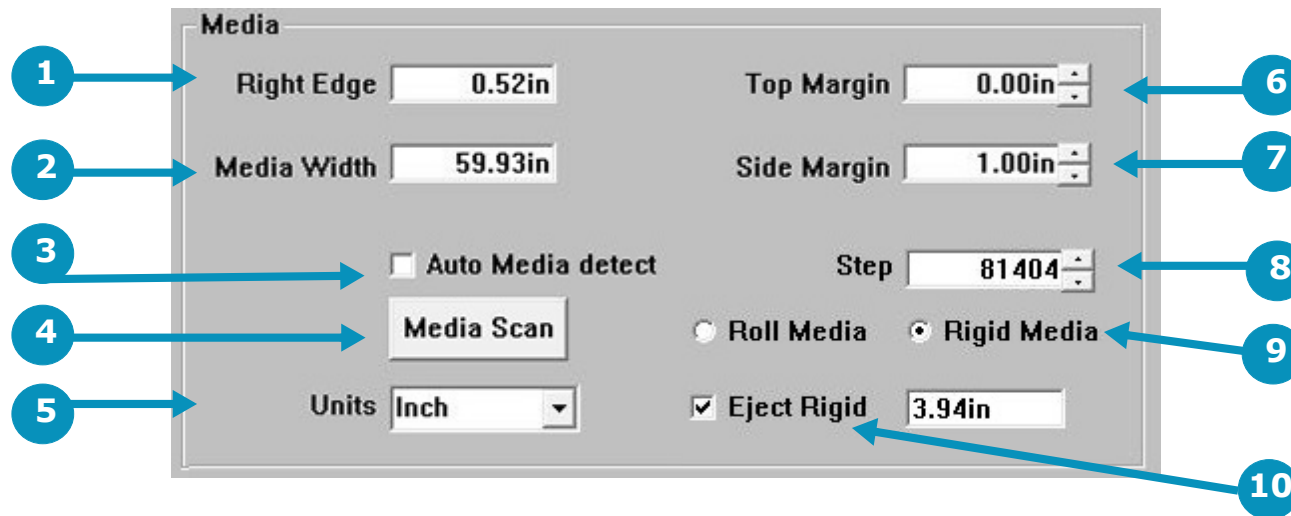 Media
1 Right Edge 0.52in Top Margin 0.00in 6
2 Media Width 59.93in Side Margin 1.00in 7
3 Auto Media detect Step 81404 8
4 Media Scan Roll Media Rigid Media 9
5 Units Inch Eject Rigid 3.94in
10